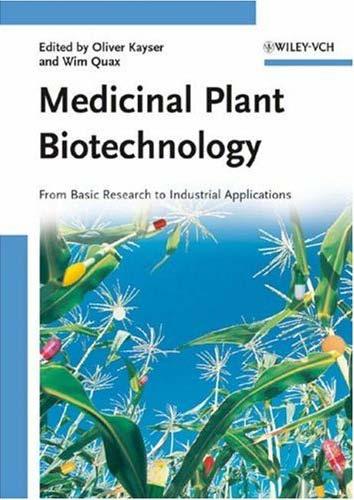 Edited by Oliver Kayser
and Wim Quax
WILEY-VCH
Medicinal Plant
Biotechnology
From Basic Research to Industrial Applications